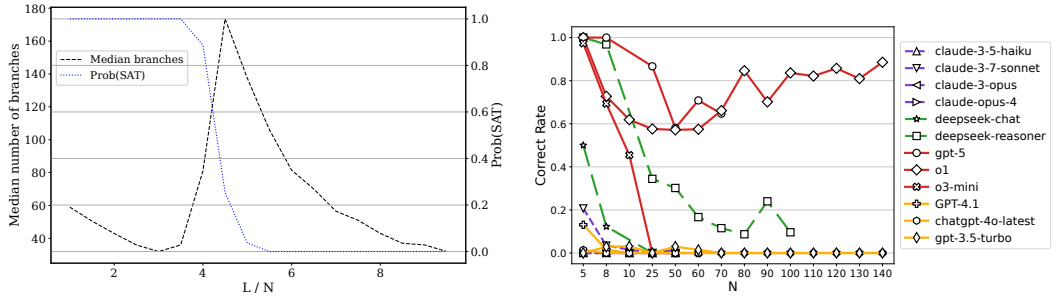 180
160
140
120
100
80
60
40
Median number of branches
Median branches
Prob(SAT)
1.0
0.8
0.6
0.4
0.2
0.0
Prob(SAT)
2
4
6
8
L / N
1.0
0.8
0.6
0.4
0.2
0.0
Correct Rate
5
8
10
25
50
60
70
80
90
100
110
120
130
140
N
claude-3-5-haiku
claude-3-7-sonnet
claude-3-opus
claude-opus-4
deepseek-chat
deepseek-reasoner
gpt-5
o1
o3-mini
GPT-4.1
chatgpt-4o-latest
gpt-3.5-turbo